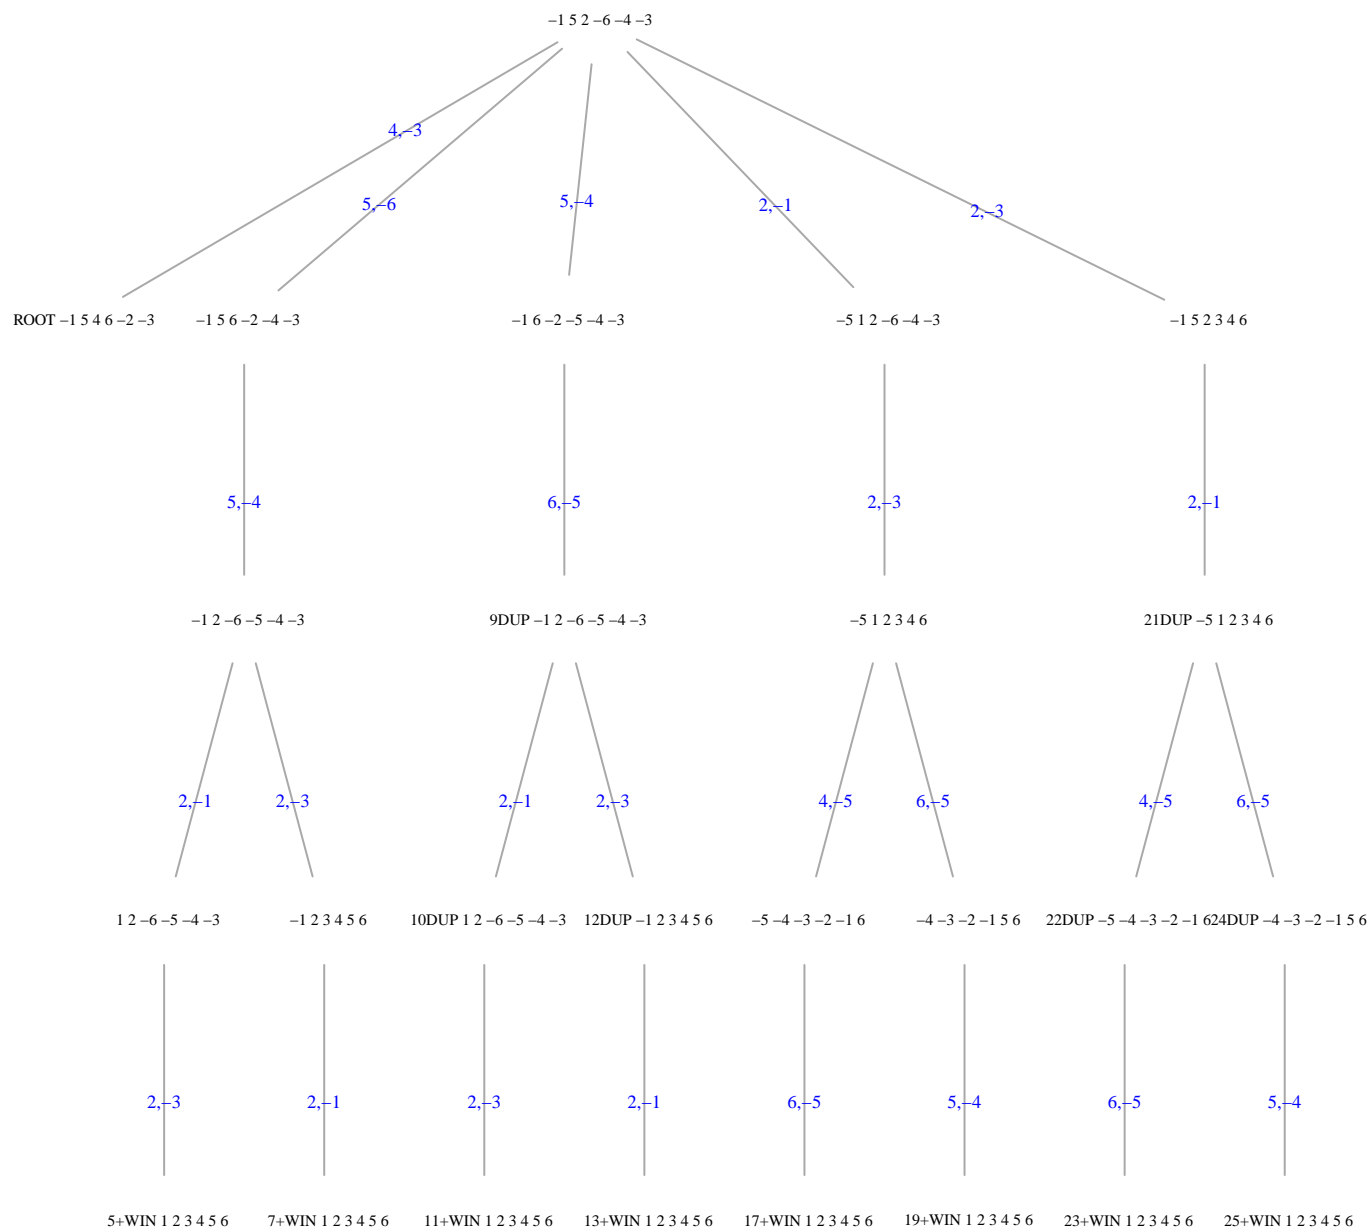 −1 5 2 −6 −4 −3
4,−3
5,−6
5,−4
2,−1
2,−3
ROOT −1 5 4 6 −2 −3
−1 5 6 −2 −4 −3
−1 6 −2 −5 −4 −3
−5 1 2 −6 −4 −3
−1 5 2 3 4 6
5,−4
6,−5
2,−3
2,−1
−1 2 −6 −5 −4 −3
9DUP −1 2 −6 −5 −4 −3
−5 1 2 3 4 6
21DUP −5 1 2 3 4 6
2,−1
2,−3
2,−1
2,−3
4,−5
6,−5
4,−5
6,−5
1 2 −6 −5 −4 −3
−1 2 3 4 5 6
10DUP 1 2 −6 −5 −4 −3
12DUP −1 2 3 4 5 6
−5 −4 −3 −2 −1 6
−4 −3 −2 −1 5 6
22DUP −5 −4 −3 −2 −1 6
24DUP −4 −3 −2 −1 5 6
2,−3
2,−1
2,−3
2,−1
6,−5
5,−4
6,−5
5,−4
5+WIN 1 2 3 4 5 6
7+WIN 1 2 3 4 5 6
11+WIN 1 2 3 4 5 6
13+WIN 1 2 3 4 5 6
17+WIN 1 2 3 4 5 6
19+WIN 1 2 3 4 5 6
23+WIN 1 2 3 4 5 6
25+WIN 1 2 3 4 5 6